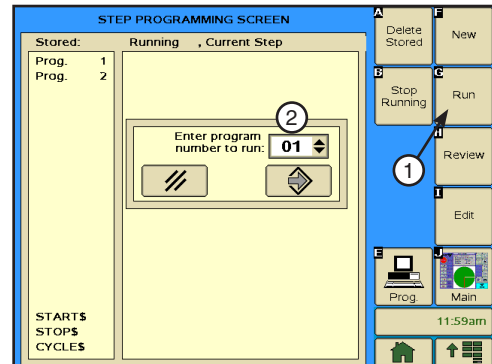 STEP PROGRAMMING SCREEN
Stored:
Running , Current Step
Prog. 1
Prog. 2
START$
STOP$
CYCLE$
2
Enter program
number to run: 01
A
Delete
Stored
F
New
B
Stop
Running
G
Run
1
H
Review
I
Edit
E
Prog.
J
Main
11:59am